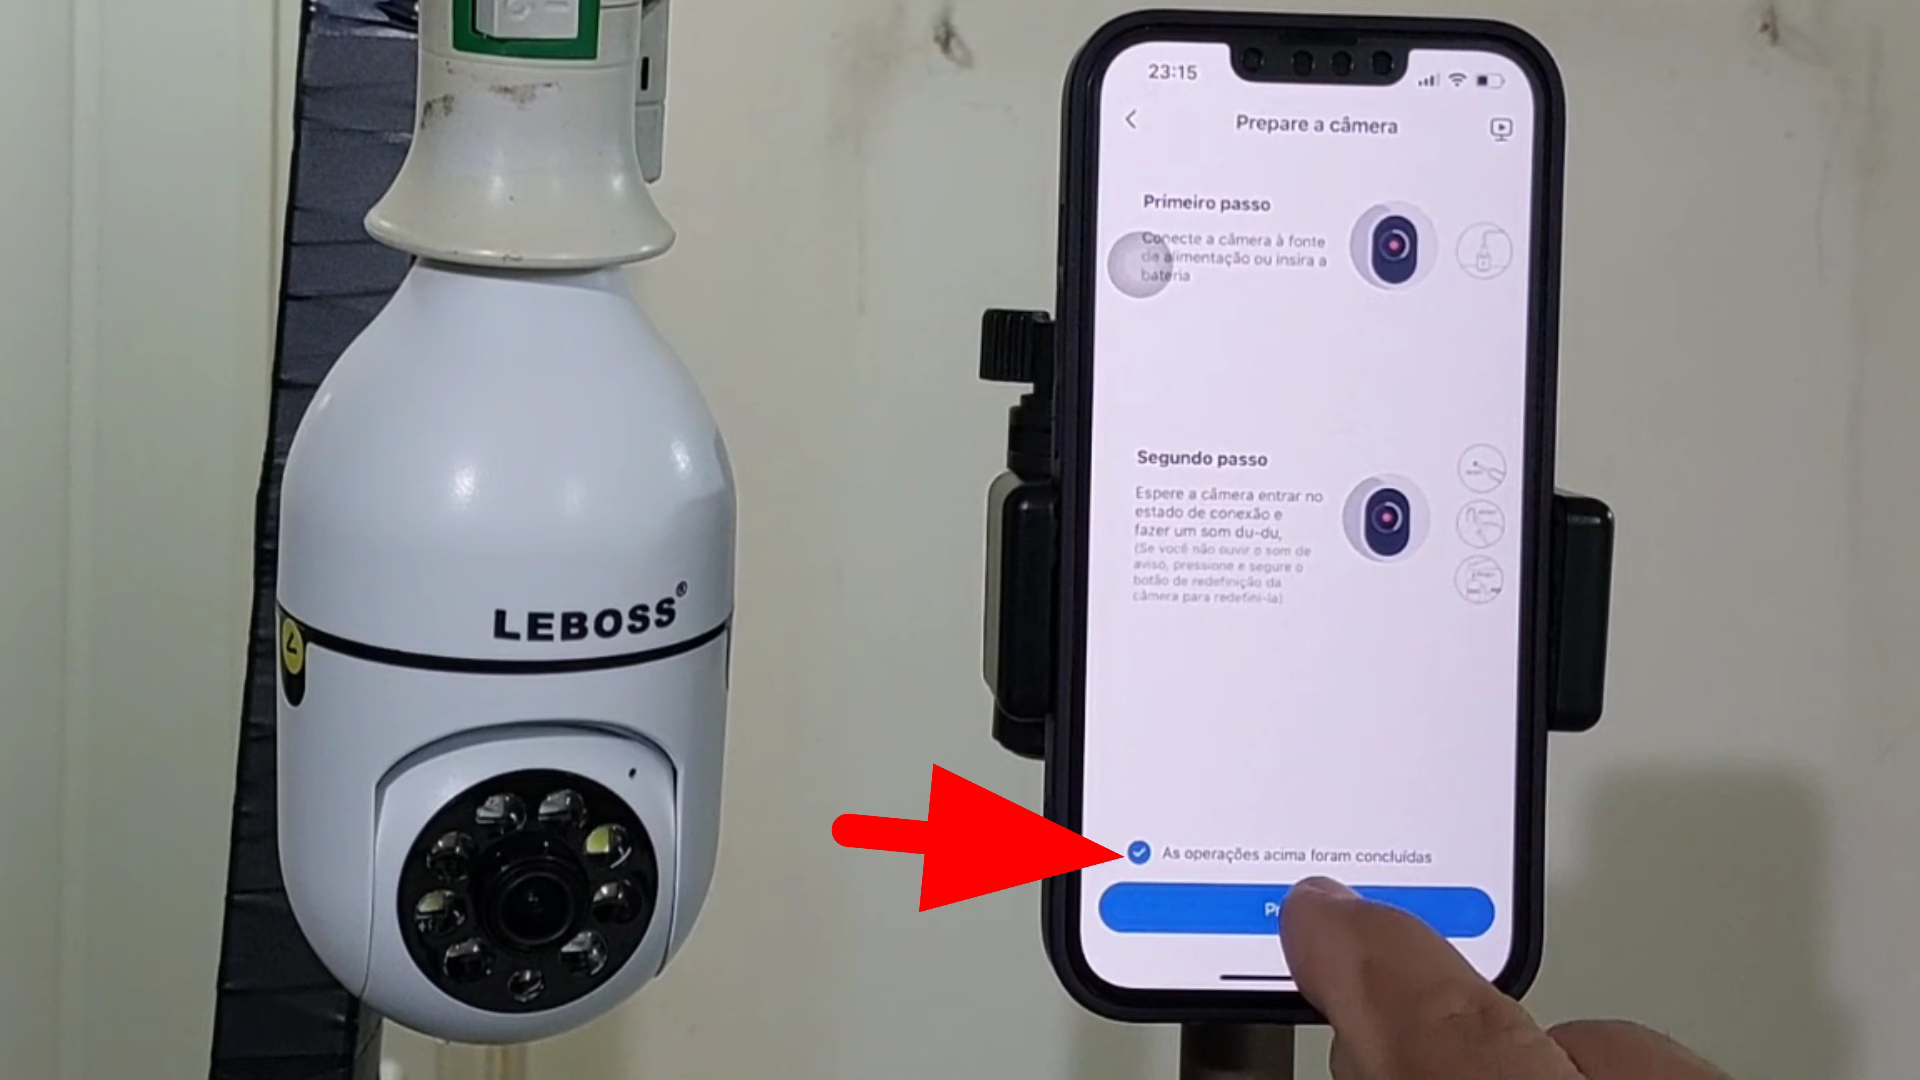 23:15
Prepare a câmera
Primeiro passo
Conecte a câmera à fonte
de alimentação ou insira a
bateria
Segundo passo
Espere a câmera entrar no
estado de conexão e
fazer um som du-du,
(Se você não ouvir o som de
aviso, pressione e segure o
botão de redefinição da
câmera para redefini-la)
LEBOSS®
As operações acima foram concluídas